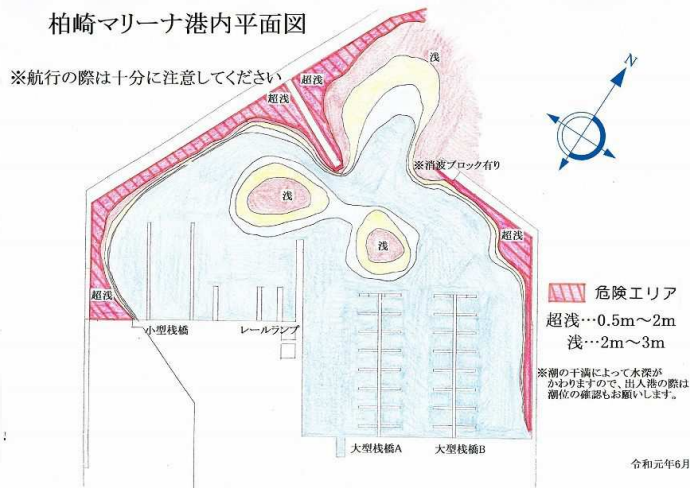 柏崎マリーナ港内平面図
※航行の際は十分に注意してください
浅
超浅
超浅
N
※消波ブロック有り
浅
浅
超浅
超浅
危険エリア
超浅…0.5m～2m
浅…2m～3m
小型桟橋
レールランプ
※潮の干満によって水深が
かわりますので、出入港の際は
潮位の確認もお願いします。
大型桟橋A
大型桟橋B
令和元年6月